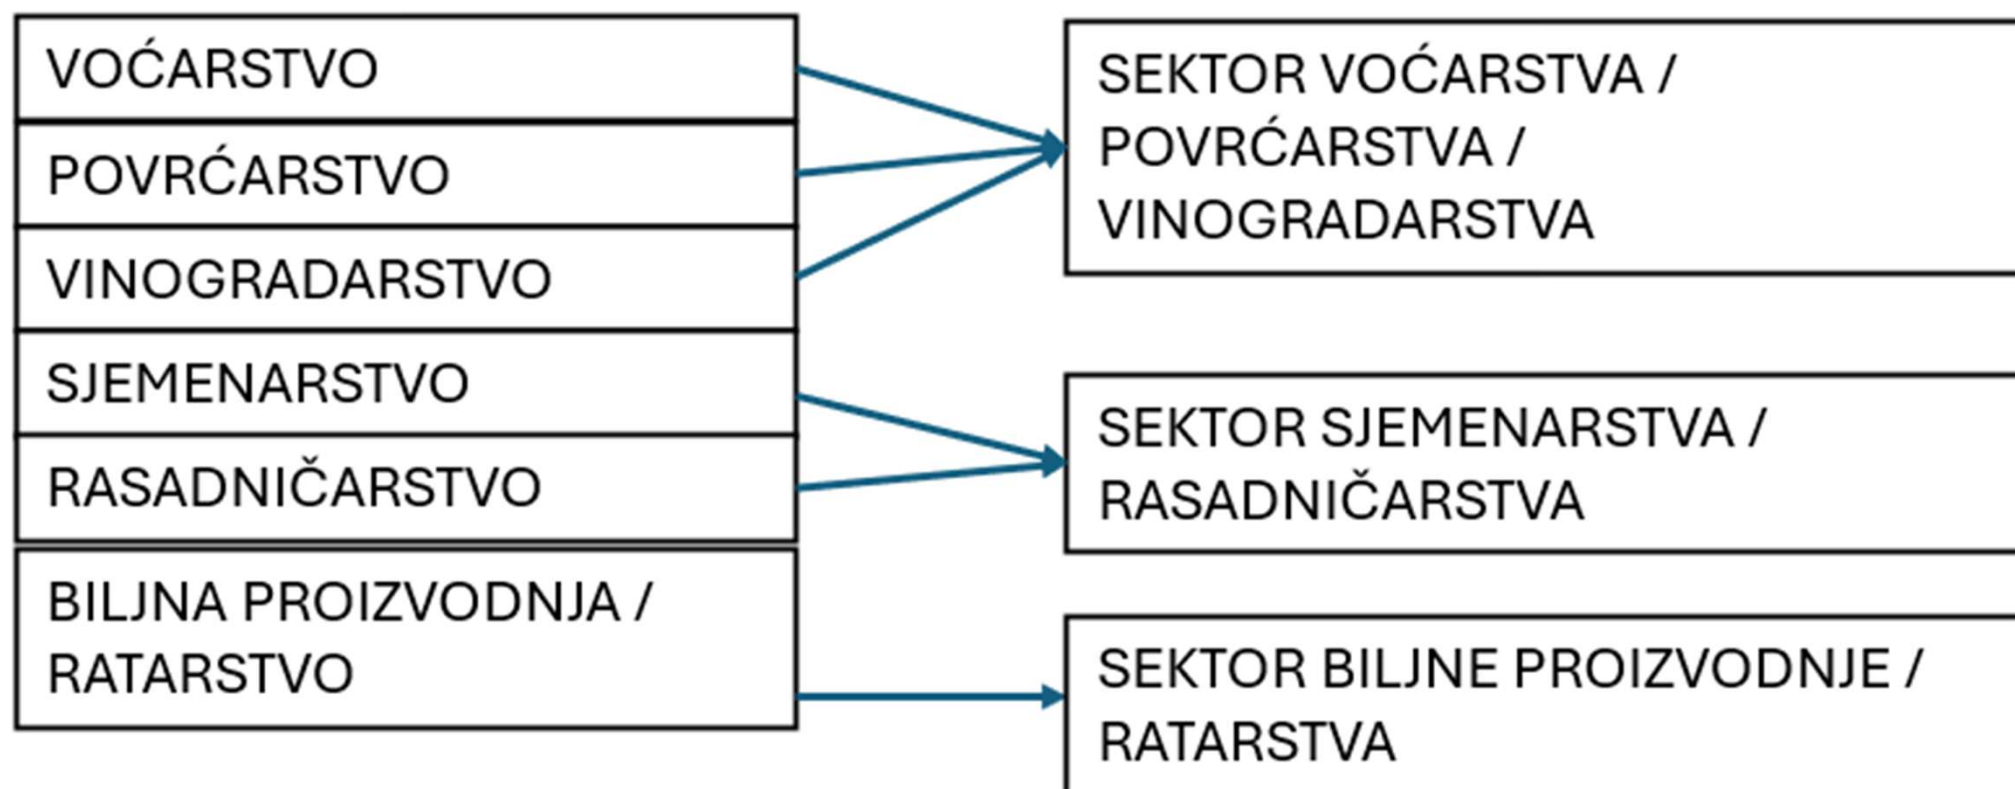 VOĆARSTVO
POVRĆARSTVO
VINOGRADARSTVO
SJEMENARSTVO
RASADNIČARSTVO
BILJNA PROIZVODNJA /
RATARSTVO
SEKTOR VOĆARSTVA /
POVRĆARSTVA /
VINOGRADARSTVA
SEKTOR SJEMENARSTVA /
RASADNIČARSTVA
SEKTOR BILJNE PROIZVODNJE /
RATARSTVA